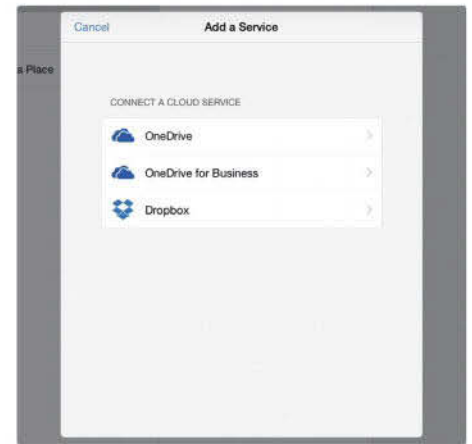 Cancel Add a Service
a Place
CONNECT A CLOUD SERVICE
OneDrive
OneDrive for Business
Dropbox